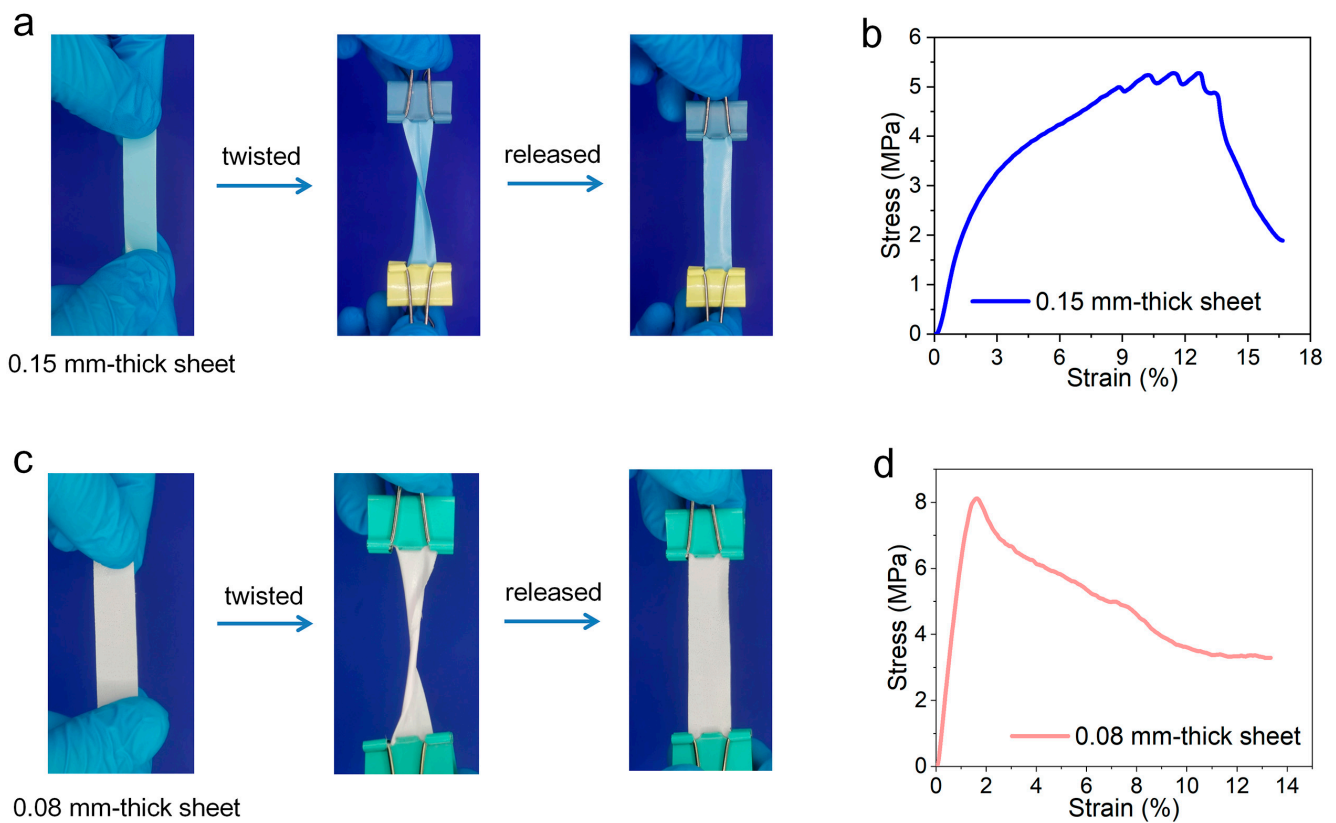 a
twisted
released
0.15 mm-thick sheet
b
Stress (MPa)
6
5
4
3
2
1
0
0 3 6 9 12 15 18
Strain (%)
0.15 mm-thick sheet
c
twisted
released
0.08 mm-thick sheet
d
Stress (MPa)
8
6
4
2
0
0 2 4 6 8 10 12 14
Strain (%)
0.08 mm-thick sheet